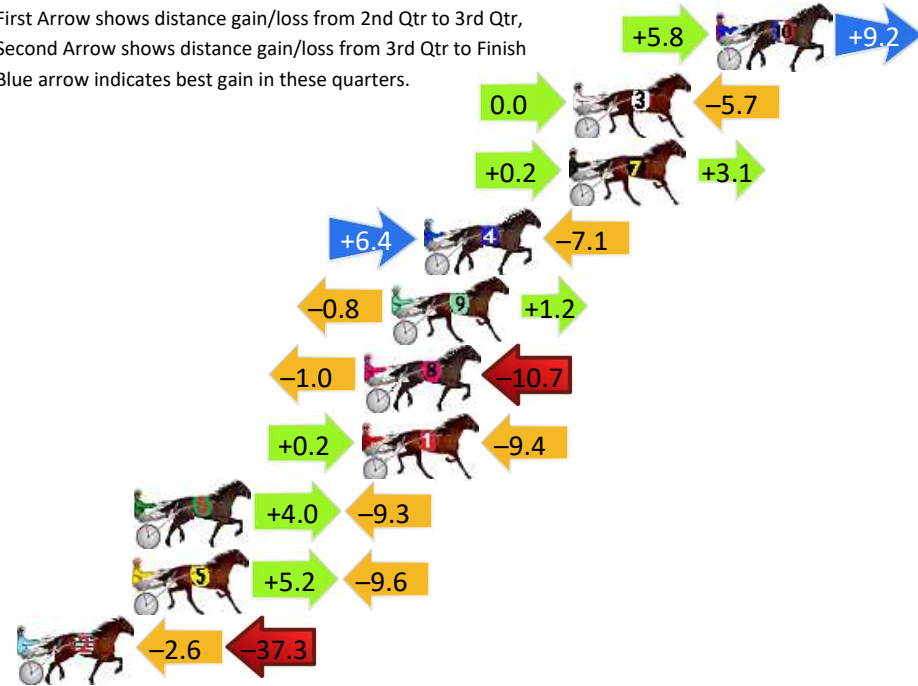 First Arrow shows distance gain/loss from 2nd Qtr to 3rd Qtr,
Second Arrow shows distance gain/loss from 3rd Qtr to Finish
Blue arrow indicates best gain in these quarters.
+5.8 10 +9.2
0.0 3 –5.7
+0.2 7 +3.1
+6.4 4 –7.1
–0.8 9 +1.2
–1.0 8 –10.7
+0.2 1 –9.4
6 +4.0 –9.3
5 +5.2 –9.6
2 –2.6 –37.3